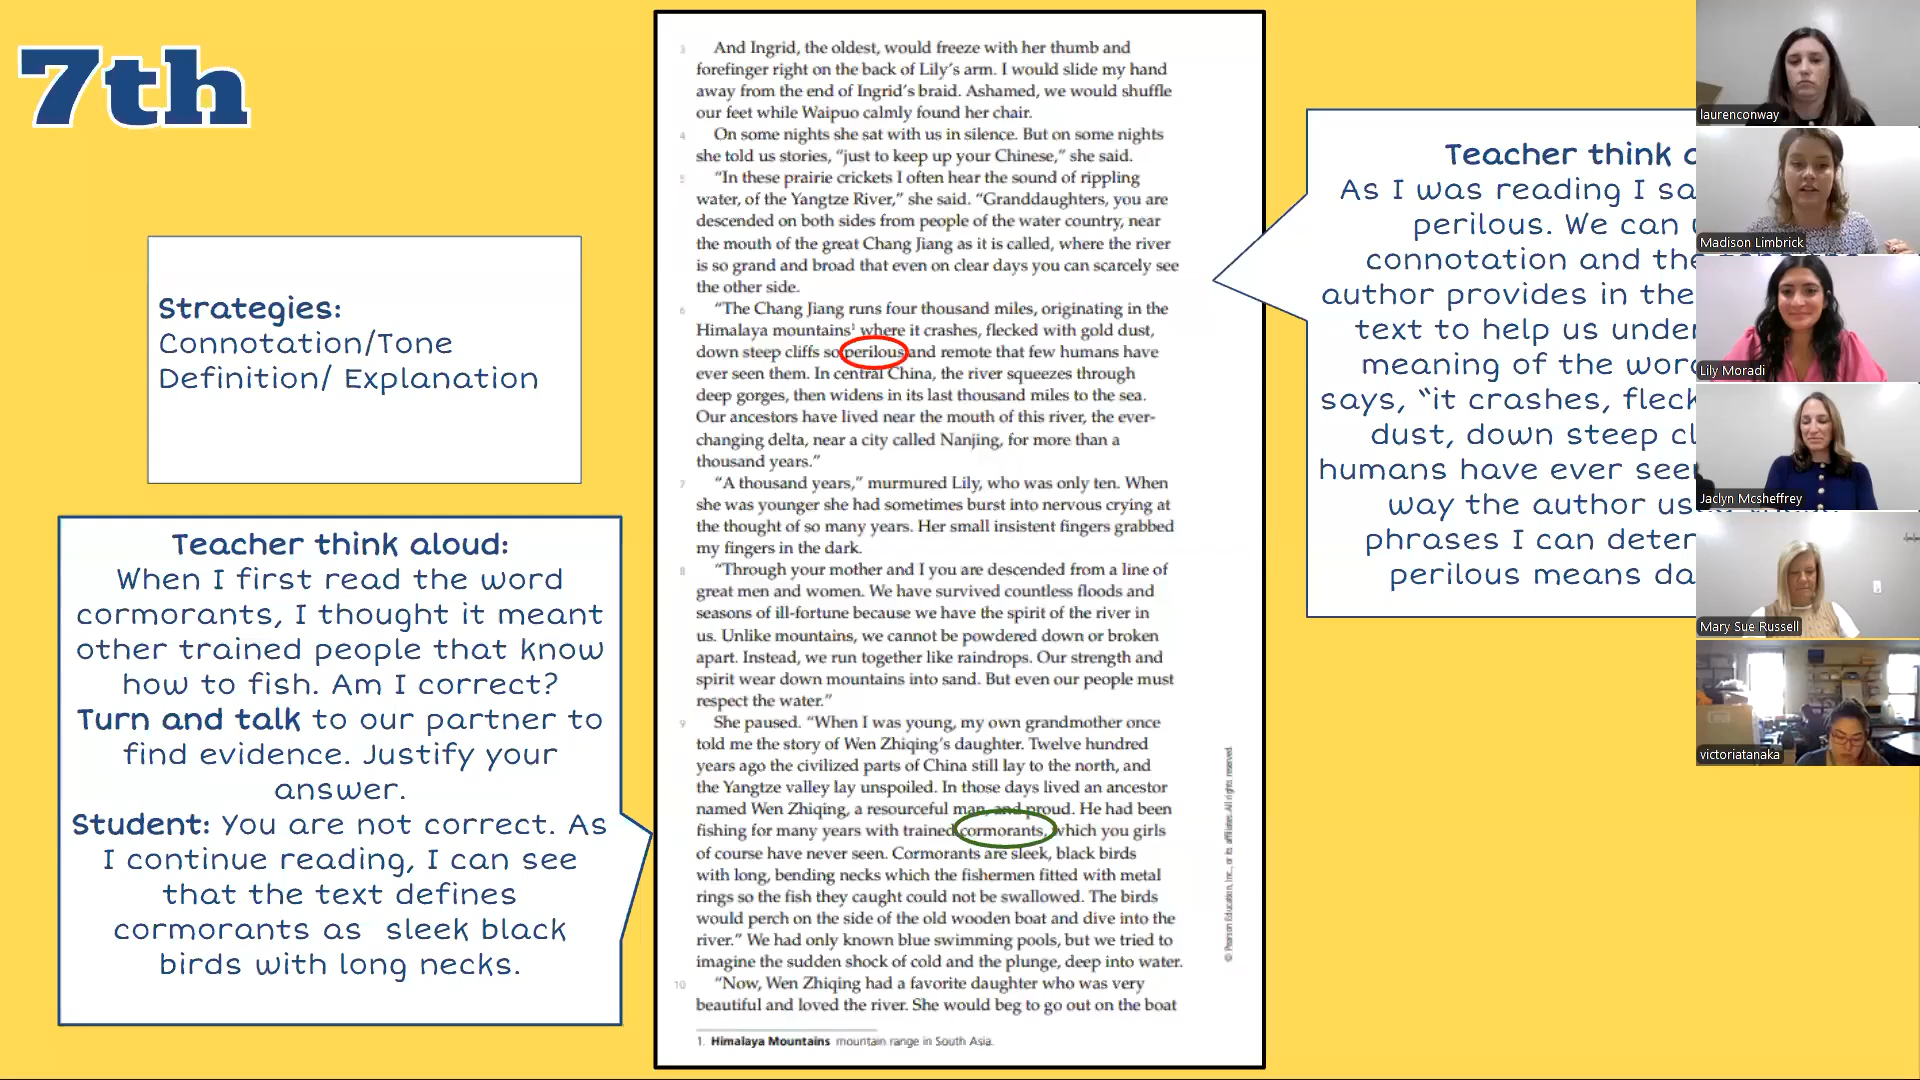 7th
Strategies:
Connotation/Tone
Definition/ Explanation
Teacher think aloud:
When I first read the word
cormorants, I thought it meant
other trained people that know
how to fish. Am I correct?
Turn and talk to our partner to
find evidence. Justify your
answer.
Student: You are not correct. As
I continue reading, I can see
that the text defines
cormorants as sleek black
birds with long necks.
3 And Ingrid, the oldest, would freeze with her thumb and
forefinger right on the back of Lily's arm. I would slide my hand
away from the end of Ingrid's braid. Ashamed, we would shuffle
our feet while Waipuo calmly found her chair.
4 On some nights she sat with us in silence. But on some nights
she told us stories, “just to keep up your Chinese,” she said.
5 “In these prairie crickets I often hear the sound of rippling
water, of the Yangtze River,” she said. “Granddaughters, you are
descended on both sides from people of the water country, near
the mouth of the great Chang Jiang as it is called, where the river
is so grand and broad that even on clear days you can scarcely see
the other side.
6 “The Chang Jiang runs four thousand miles, originating in the
Himalaya mountains¹ where it crashes, flecked with gold dust,
down steep cliffs so perilous and remote that few humans have
ever seen them. In central China, the river squeezes through
deep gorges, then widens in its last thousand miles to the sea.
Our ancestors have lived near the mouth of this river, the ever-
changing delta, near a city called Nanjing, for more than a
thousand years.”
7 “A thousand years,” murmured Lily, who was only ten. When
she was younger she had sometimes burst into nervous crying at
the thought of so many years. Her small insistent fingers grabbed
my fingers in the dark.
8 “Through your mother and I you are descended from a line of
great men and women. We have survived countless floods and
seasons of ill-fortune because we have the spirit of the river in
us. Unlike mountains, we cannot be powdered down or broken
apart. Instead, we run together like raindrops. Our strength and
spirit wear down mountains into sand. But even our people must
respect the water.”
9 She paused. “When I was young, my own grandmother once
told me the story of Wen Zhiqing's daughter. Twelve hundred
years ago the civilized parts of China still lay to the north, and
the Yangtze valley lay unspoiled. In those days lived an ancestor
named Wen Zhiqing, a resourceful man, and proud. He had been
fishing for many years with trained cormorants, which you girls
of course have never seen. Cormorants are sleek, black birds
with long, bending necks which the fishermen fitted with metal
rings so the fish they caught could not be swallowed. The birds
would perch on the side of the old wooden boat and dive into the
river.” We had only known blue swimming pools, but we tried to
imagine the sudden shock of cold and the plunge, deep into water.
10 “Now, Wen Zhiqing had a favorite daughter who was very
beautiful and loved the river. She would beg to go out on the boat
1. Himalaya Mountains mountain range in South Asia.
© Pearson Education, Inc., or its affiliates. All rights reserved.
Teacher think
As I was reading I
perilous. We can
connotation and
author provides in the
text to help us
meaning of the
says, “it crashes,
dust, down steep
humans have ever
way the author
phrases I can
perilous means
laurenconway
Madison Limbrick
Lily Moradi
Jaclyn Mcsheffrey
Mary Sue Russell
victoriatanaka